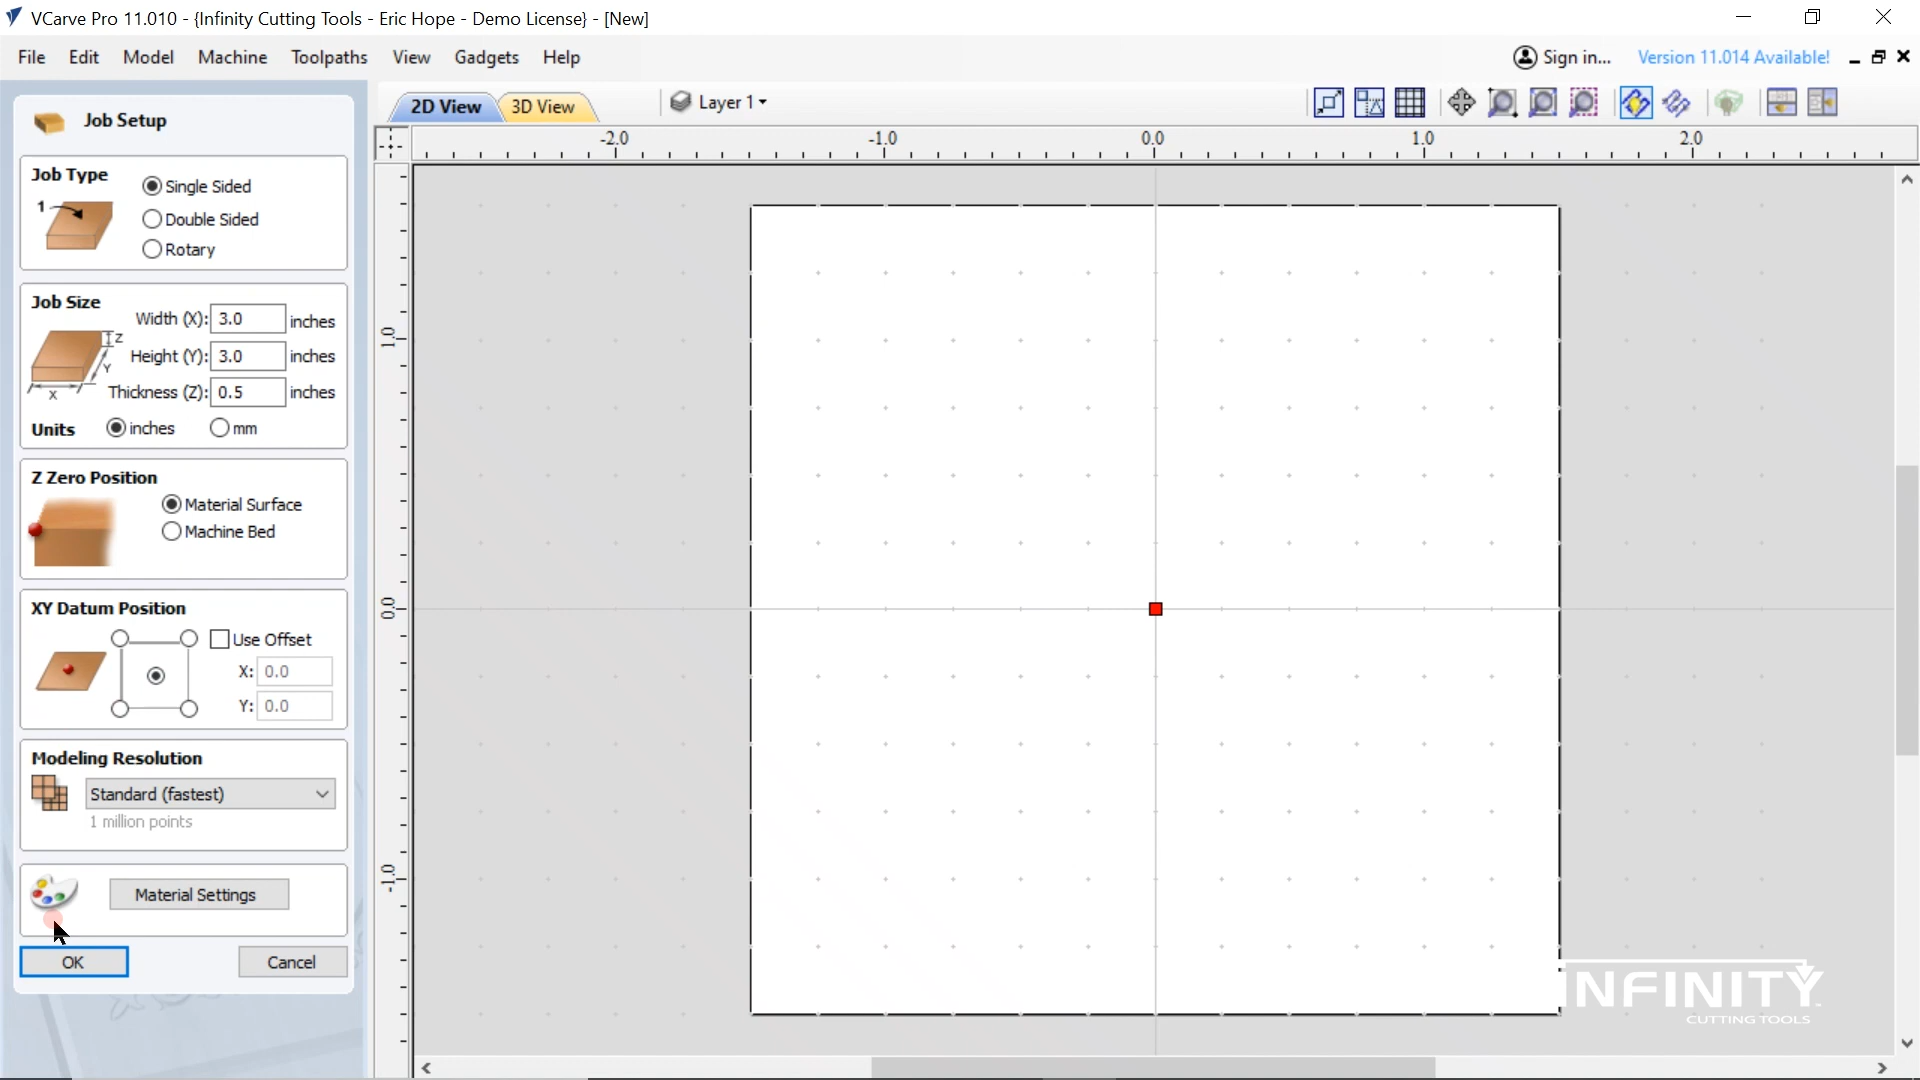 VCarve Pro 11.010 - {Infinity Cutting Tools - Eric Hope - Demo License} - [New]
File Edit Model Machine Toolpaths View Gadgets Help
Sign in... Version 11.014 Available!
Job Setup
2D View 3D View Layer 1
-2.0 -1.0 0.0 1.0 2.0
1.0
0.0
-1.0
Job Type
1
Single Sided
Double Sided
Rotary
Job Size
Width (X): 3.0 inches
Z
Height (Y): 3.0 inches
Y
Thickness (Z): 0.5 inches
X
Units inches mm
Z Zero Position
Material Surface
Machine Bed
XY Datum Position
Use Offset
X: 0.0
Y: 0.0
Modeling Resolution
Standard (fastest)
1 million points
Material Settings
OK Cancel
INFINITY
CUTTING TOOLS